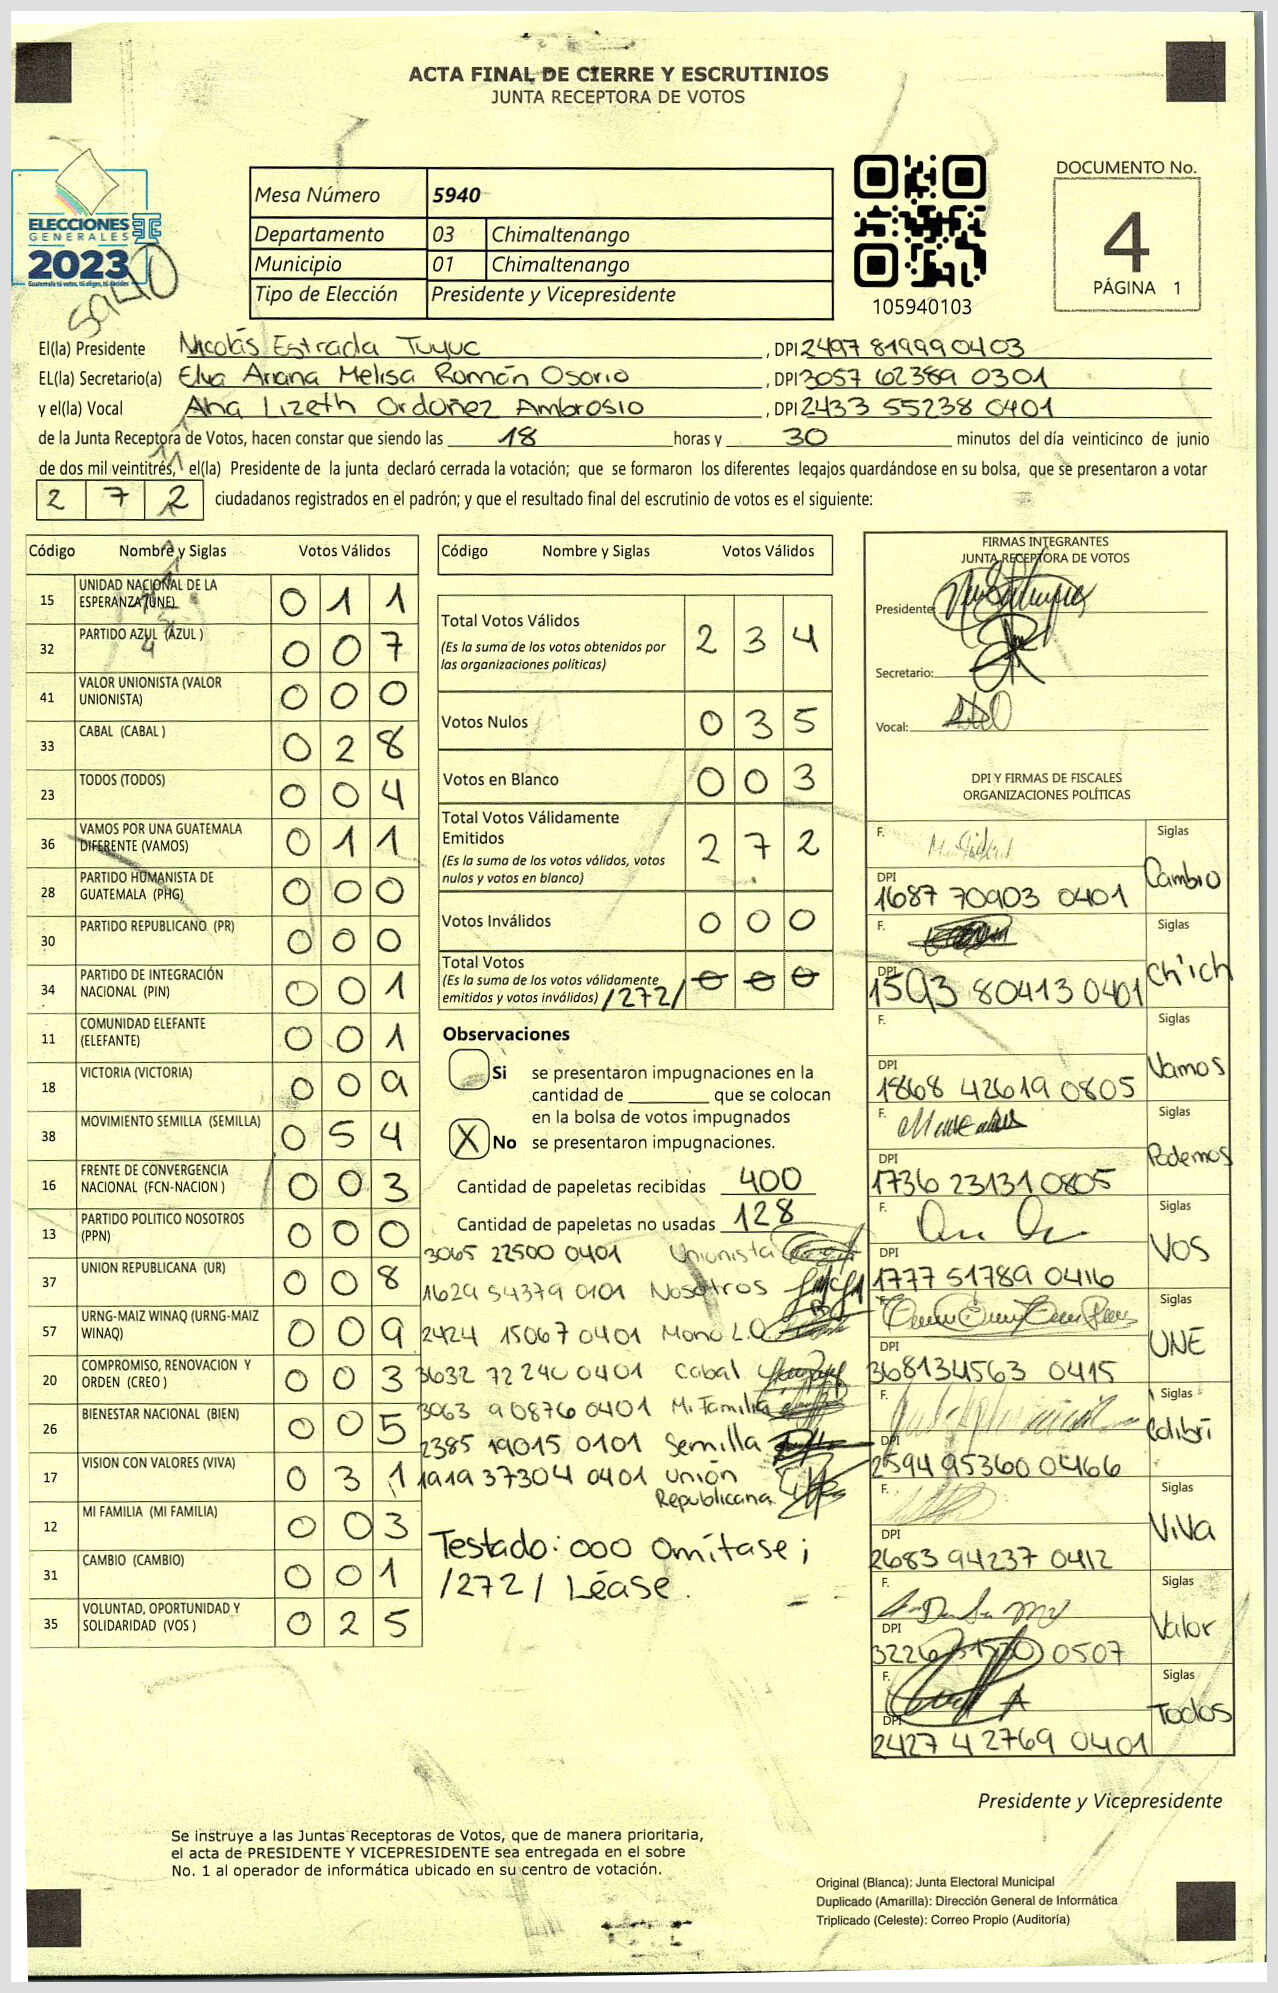 ACTA FINAL DE CIERRE Y ESCRUTINIOS
JUNTA RECEPTORA DE VOTOS
ELECCIONES
GENERALES
2023
Guatemala tú votas, tú eliges, tú decides
5940
Mesa Número 5940
Departamento 03 Chimaltenango
Municipio 01 Chimaltenango
Tipo de Elección Presidente y Vicepresidente
105940103
DOCUMENTO No.
4
PÁGINA 1
El(la) Presidente Nicolás Estrada Tuyuc, DPI 2497 81999 0403
EL(la) Secretario(a) Elva Ariana Melisa Román Osorio, DPI 3057 62389 0301
y el(la) Vocal Ana Lizeth Ordoñez Ambrosio, DPI 2433 55238 0401
de la Junta Receptora de Votos, hacen constar que siendo las 18 horas y 30 minutos del día veinticinco de junio
de dos mil veintitrés, el(la) Presidente de la junta declaró cerrada la votación; que se formaron los diferentes legajos quardándose en su bolsa, que se presentaron a votar
2 7 2 ciudadanos registrados en el padrón; y que el resultado final del escrutinio de votos es el siguiente:
Código Nombre y Siglas Votos Válidos
15 UNIDAD NACIONAL DE LA ESPERANZA (UNE) 0 1 1
32 PARTIDO AZUL (AZUL ) 0 0 7
41 VALOR UNIONISTA (VALOR UNIONISTA) 0 0 0
33 CABAL (CABAL ) 0 2 8
23 TODOS (TODOS) 0 0 4
36 VAMOS POR UNA GUATEMALA DIFERENTE (VAMOS) 0 1 1
28 PARTIDO HUMANISTA DE GUATEMALA (PHG) 0 0 0
30 PARTIDO REPUBLICANO (PR) 0 0 0
34 PARTIDO DE INTEGRACIÓN NACIONAL (PIN) 0 0 1
11 COMUNIDAD ELEFANTE (ELEFANTE) 0 0 1
18 VICTORIA (VICTORIA) 0 0 9
38 MOVIMIENTO SEMILLA (SEMILLA) 0 5 4
16 FRENTE DE CONVERGENCIA NACIONAL (FCN-NACION ) 0 0 3
13 PARTIDO POLITICO NOSOTROS (PPN) 0 0 0
37 UNION REPUBLICANA (UR) 0 0 8
57 URNG-MAIZ WINAQ (URNG-MAIZ WINAQ) 0 0 9
20 COMPROMISO, RENOVACION Y ORDEN (CREO ) 0 0 3
26 BIENESTAR NACIONAL (BIEN) 0 0 5
17 VISION CON VALORES (VIVA) 0 3 1
12 MI FAMILIA (MI FAMILIA) 0 0 3
31 CAMBIO (CAMBIO) 0 0 1
35 VOLUNTAD, OPORTUNIDAD Y SOLIDARIDAD (VOS ) 0 2 5
Código Nombre y Siglas Votos Válidos
Total Votos Válidos 2 3 4
(Es la suma de los votos obtenidos por
las organizaciones políticas)
Votos Nulos 0 3 5
Votos en Blanco 0 0 3
Total Votos Válidamente
Emitidos 2 7 2
(Es la suma de los votos válidos, votos
nulos y votos en blanco)
Votos Inválidos 0 0 0
Total Votos 0 0 0
(Es la suma de los votos válidamente
emitidos y votos inválidos) /272/
Observaciones
Si se presentaron impugnaciones en la
cantidad de ________ que se colocan
en la bolsa de votos impugnados
X No se presentaron impugnaciones.
Cantidad de papeletas recibidas 400
Cantidad de papeletas no usadas 128
3065 22500 0401 Unionista
1629 54379 0101 Nosotros
2424 15067 0401
3632 72240 0401 Cabal
3063 90876 0401 Mi Familia
2385 19015 0101 Semilla
1919 37304 0401 Unión
Republicana
Testado: 000 Omítase;
/272/ Léase.
FIRMAS INTEGRANTES
JUNTA RECEPTORA DE VOTOS
Presidente:
Secretario:
Vocal:
DPI Y FIRMAS DE FISCALES
ORGANIZACIONES POLÍTICAS
F. Siglas
DPI 1687 70903 0401 Cambio
F. Siglas
DPI 1593 80413 0401 Ch'ich
F. Siglas
DPI 1868 42619 0805 Vamos
F. Siglas
DPI 1736 23131 0805 Podemos
F. Siglas
DPI 1777 51789 0416 VOS
F. Siglas
DPI 3681 34563 0415 UNE
F. Siglas
DPI 2594 95360 0466 Colibrí
F. Siglas
DPI 2683 94237 0412 ViVa
F. Siglas
DPI 0507 Valor
F. Siglas
DPI 2427 42769 0401 Todos
Presidente y Vicepresidente
Se instruye a las Juntas Receptoras de Votos, que de manera prioritaria,
el acta de PRESIDENTE Y VICEPRESIDENTE sea entregada en el sobre
No. 1 al operador de informática ubicado en su centro de votación.
Original (Blanca): Junta Electoral Municipal
Duplicado (Amarilla): Dirección General de Informática
Triplicado (Celeste): Correo Propio (Auditoría)